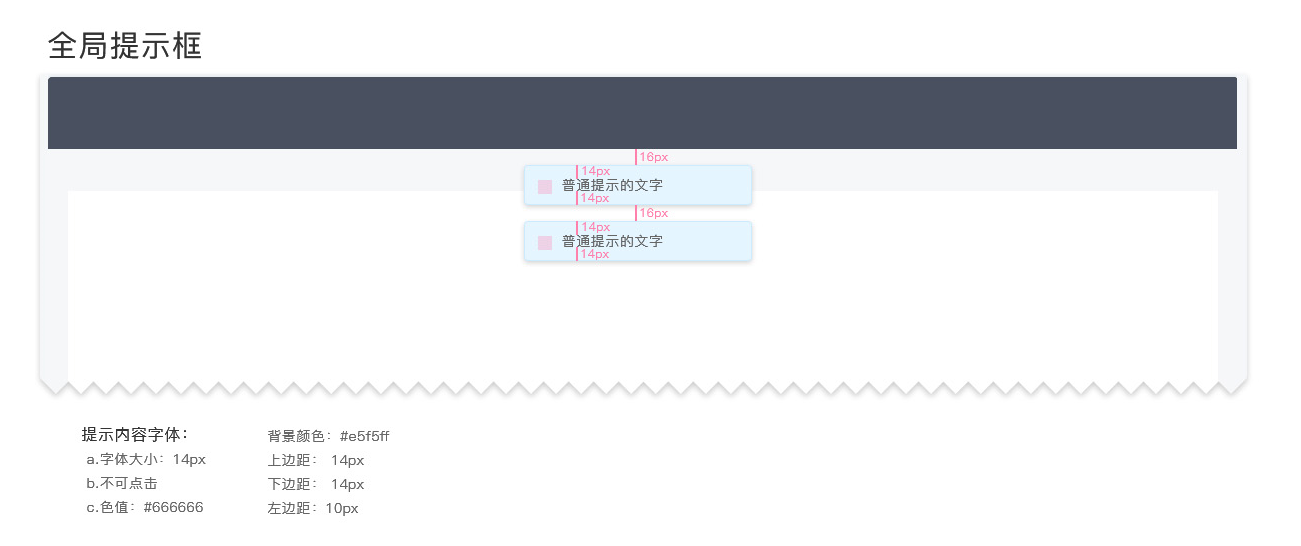 全局提示框
16px
14px
普通提示的文字
14px
16px
14px
普通提示的文字
14px
提示内容字体：
a.字体大小：14px
b.不可点击
c.色值：#666666
背景颜色：#e5f5ff
上边距： 14px
下边距： 14px
左边距：10px